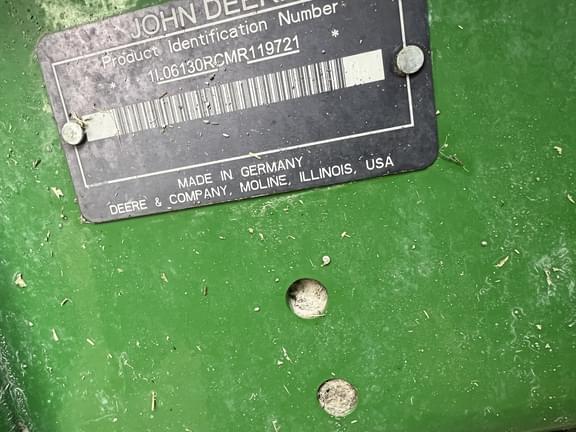 JOHN DEERE
Product Identification Number
* 1L06130RCMR119721 *
MADE IN GERMANY
DEERE & COMPANY, MOLINE, ILLINOIS, USA